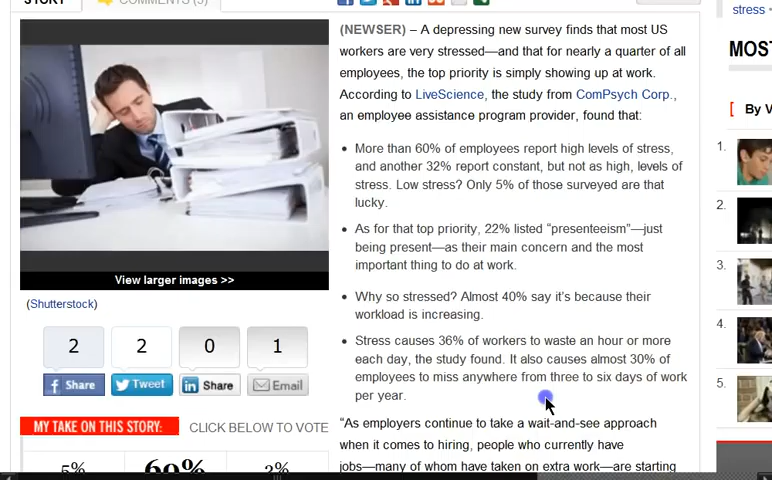 STORY
COMMENTS (3)
stress
(NEWSER) – A depressing new survey finds that most US
workers are very stressed—and that for nearly a quarter of all
employees, the top priority is simply showing up at work.
According to LiveScience, the study from ComPsych Corp.,
an employee assistance program provider, found that:
• More than 60% of employees report high levels of stress,
and another 32% report constant, but not as high, levels of
stress. Low stress? Only 5% of those surveyed are that
lucky.
• As for that top priority, 22% listed “presenteeism”—just
being present—as their main concern and the most
important thing to do at work.
• Why so stressed? Almost 40% say it's because their
workload is increasing.
• Stress causes 36% of workers to waste an hour or more
each day, the study found. It also causes almost 30% of
employees to miss anywhere from three to six days of work
per year.
“As employers continue to take a wait-and-see approach
when it comes to hiring, people who currently have
jobs—many of whom have taken on extra work—are starting
View larger images >>
(Shutterstock)
2 2 0 1
Share Tweet Share Email
MY TAKE ON THIS STORY: CLICK BELOW TO VOTE
5% 69% 2%
MOST
[ By V
1.
2.
3.
4.
5.